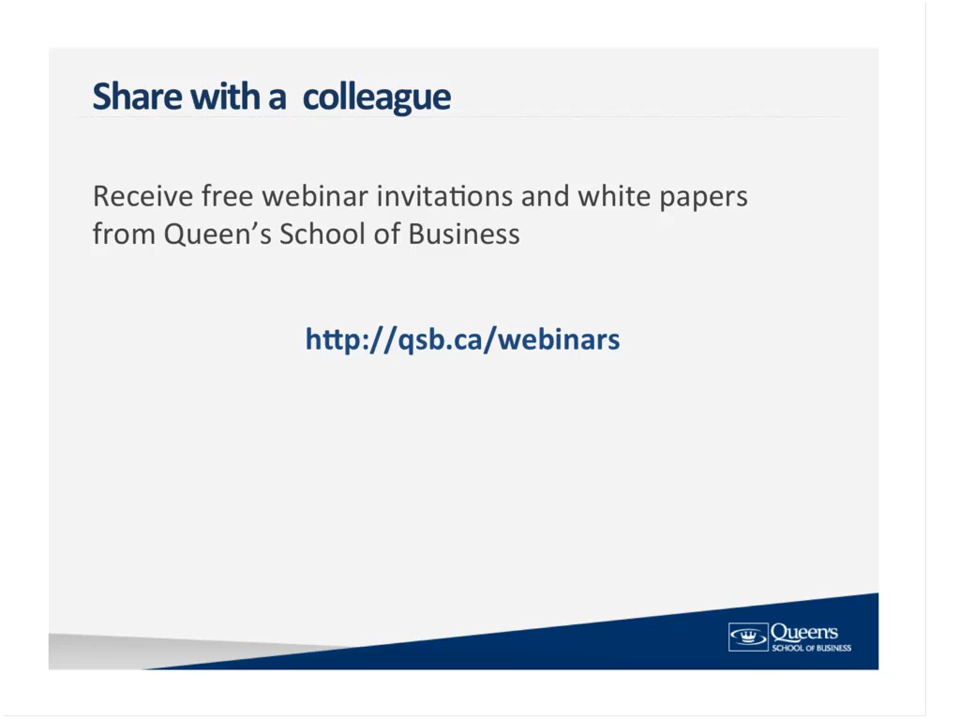 Share with a colleague
Receive free webinar invitations and white papers
from Queen's School of Business
http://qsb.ca/webinars
Queen's
SCHOOL OF BUSINESS